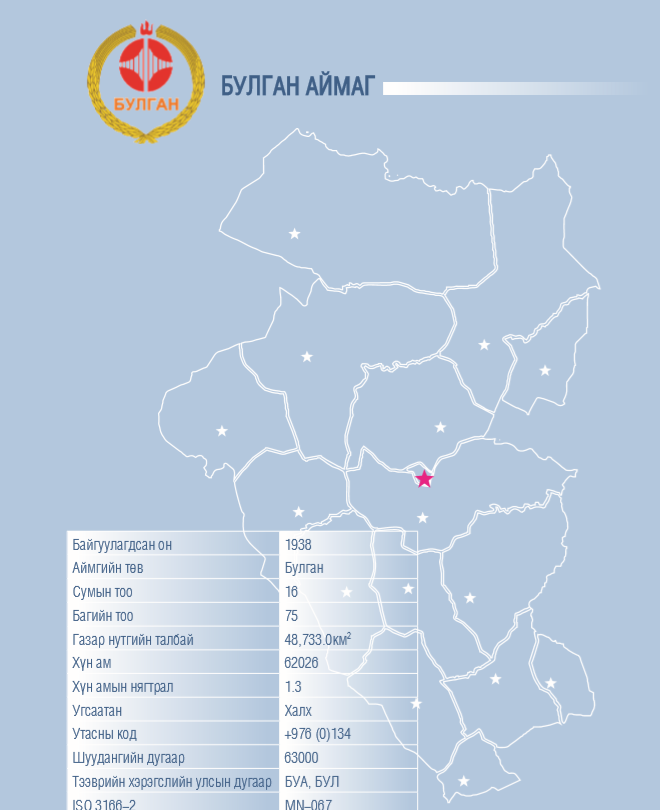 БУЛГАН
БУЛГАН АЙМАГ
Байгуулагдсан он 1938
Аймгийн төв Булган
Сумын тоо 16
Багийн тоо 75
Газар нутгийн талбай 48,733.0км²
Хүн ам 62026
Хүн амын нягтрал 1.3
Угсаатан Халх
Утасны код +976 (0)134
Шуудангийн дугаар 63000
Тээврийн хэрэгслийн улсын дугаар БУА, БУЛ
ISO 3166–2 MN–067